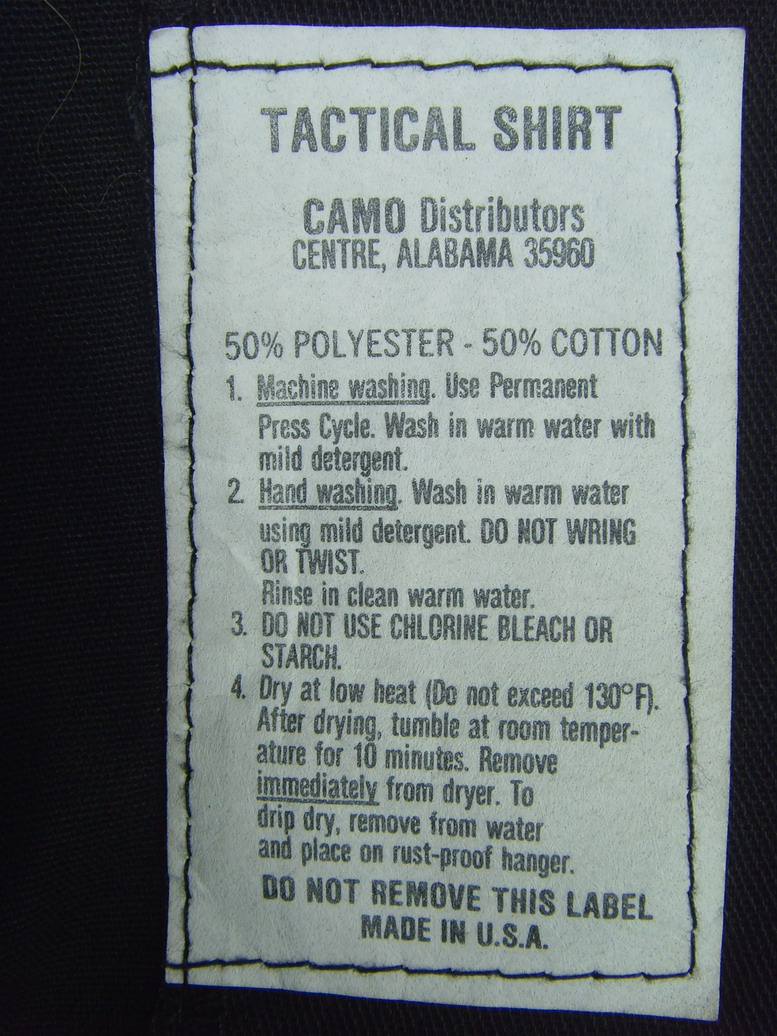 TACTICAL SHIRT
CAMO Distributors
CENTRE, ALABAMA 35960
50% POLYESTER - 50% COTTON
1. Machine washing. Use Permanent
Press Cycle. Wash in warm water with
mild detergent.
2. Hand washing. Wash in warm water
using mild detergent. DO NOT WRING
OR TWIST.
Rinse in clean warm water.
3. DO NOT USE CHLORINE BLEACH OR
STARCH.
4. Dry at low heat (Do not exceed 130°F).
After drying, tumble at room temper-
ature for 10 minutes. Remove
immediately from dryer. To
drip dry, remove from water
and place on rust-proof hanger.
DO NOT REMOVE THIS LABEL
MADE IN U.S.A.